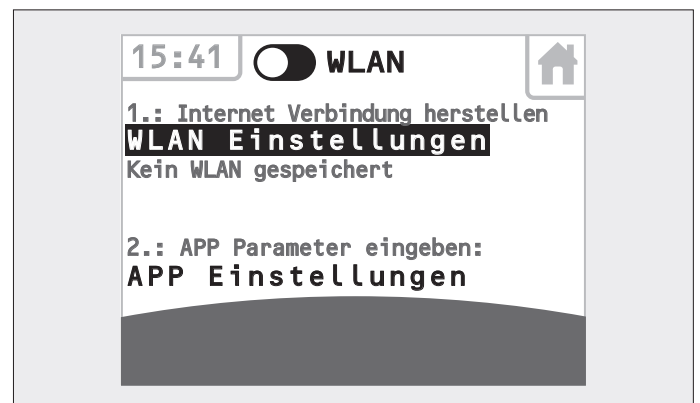 15:41 WLAN
1.: Internet Verbindung herstellen
WLAN Einstellungen
Kein WLAN gespeichert
2.: APP Parameter eingeben:
APP Einstellungen